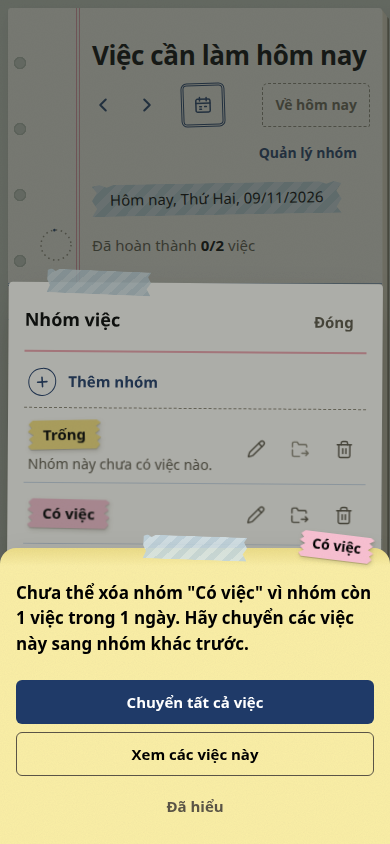 Việc cần làm hôm nay
Về hôm nay
Quản lý nhóm
Hôm nay, Thứ Hai, 09/11/2026
Đã hoàn thành 0/2 việc
Nhóm việc
Đóng
Thêm nhóm
Trống
Nhóm này chưa có việc nào.
Có việc
Có việc
Chưa thể xóa nhóm "Có việc" vì nhóm còn
1 việc trong 1 ngày. Hãy chuyển các việc
này sang nhóm khác trước.
Chuyển tất cả việc
Xem các việc này
Đã hiểu